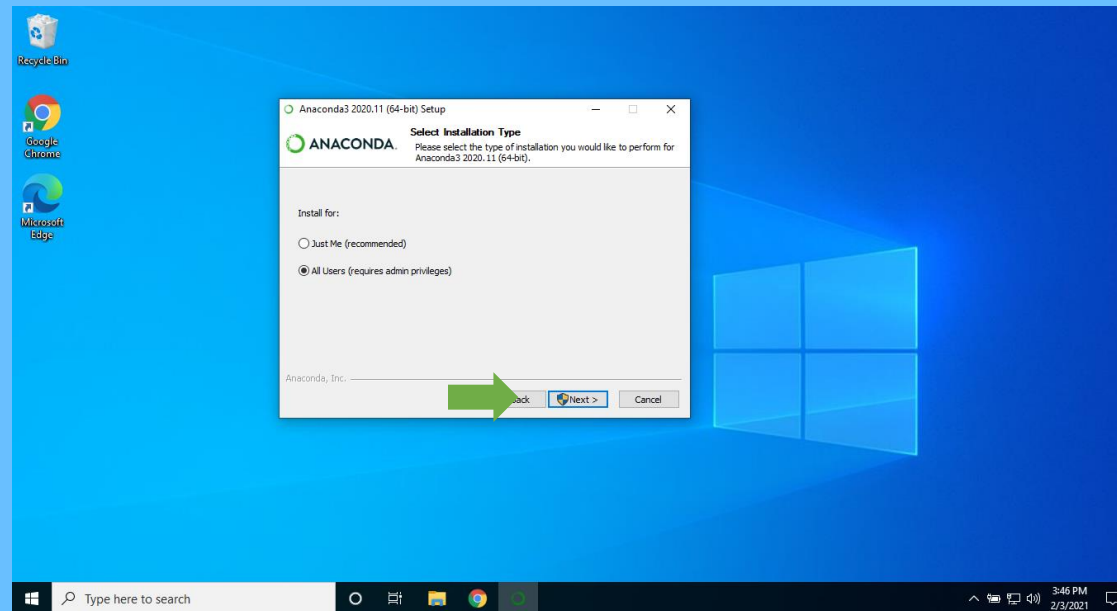 Recycle Bin
Google
Chrome
Microsoft
Edge
Anaconda3 2020.11 (64-bit) Setup
ANACONDA.
Select Installation Type
Please select the type of installation you would like to perform for
Anaconda3 2020.11 (64-bit).
Install for:
Just Me (recommended)
All Users (requires admin privileges)
Anaconda, Inc.
Next >
Cancel
Type here to search
3:46 PM
2/3/2021